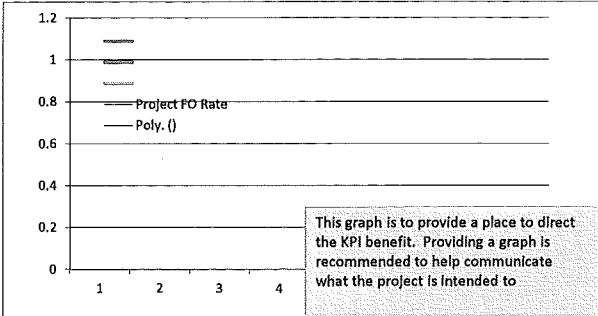 1.2
1
0.8
0.6
0.4
0.2
0
Project FO Rate
Poly. ()
1 2 3 4
This graph is to provide a place to direct
the KPI benefit. Providing a graph is
recommended to help communicate
what the project is intended to